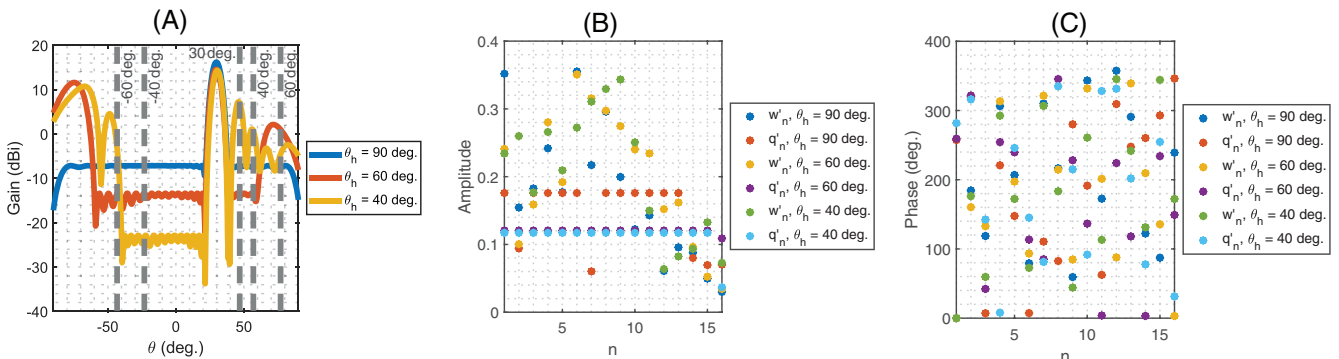 (A)
20
10
0
-10
-20
-30
-40
Gain (dBi)
-50
0
50
θ (deg.)
30 deg.
-60 deg.
-40 deg.
40 deg.
60 deg.
θh = 90 deg.
θh = 60 deg.
θh = 40 deg.
(B)
0.4
0.3
0.2
0.1
0
Amplitude
5
10
15
n
w'n, θh = 90 deg.
q'n, θh = 90 deg.
w'n, θh = 60 deg.
q'n, θh = 60 deg.
w'n, θh = 40 deg.
q'n, θh = 40 deg.
(C)
400
300
200
100
0
Phase (deg.)
5
10
15
n
w'n, θh = 90 deg.
q'n, θh = 90 deg.
w'n, θh = 60 deg.
q'n, θh = 60 deg.
w'n, θh = 40 deg.
q'n, θh = 40 deg.